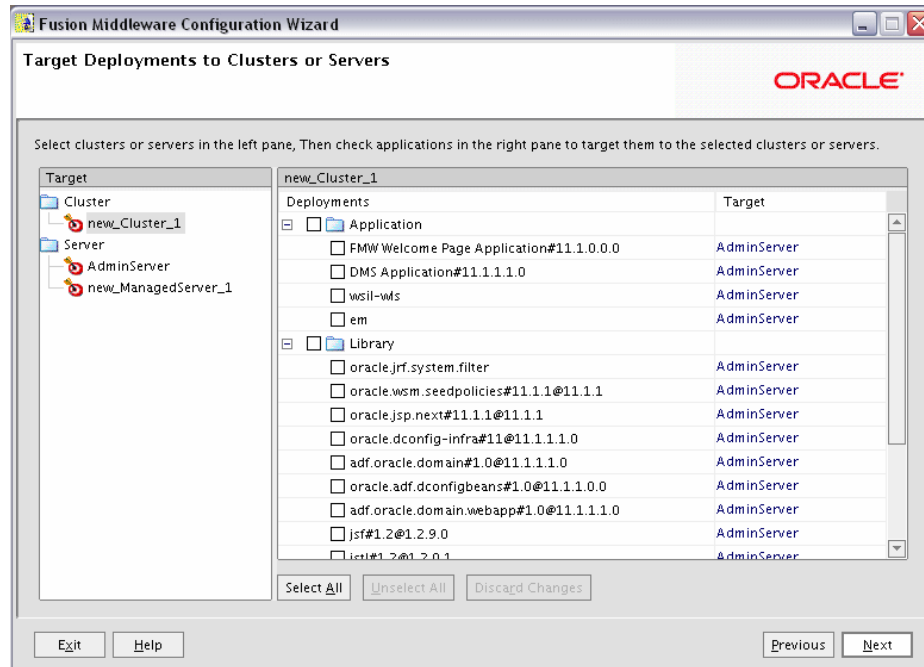 Fusion Middleware Configuration Wizard
Target Deployments to Clusters or Servers
ORACLE
Select clusters or servers in the left pane, Then check applications in the right pane to target them to the selected clusters or servers.
Target
Cluster
new_Cluster_1
Server
AdminServer
new_ManagedServer_1
new_Cluster_1
Deployments Target
Application
FMW Welcome Page Application#11.1.0.0.0 AdminServer
DMS Application#11.1.1.1.0 AdminServer
wsil-wls AdminServer
em AdminServer
Library
oracle.jrf.system.filter AdminServer
oracle.wsm.seedpolicies#11.1.1@11.1.1 AdminServer
oracle.jsp.next#11.1.1@11.1.1 AdminServer
oracle.dconfig-infra#11@11.1.1.1.0 AdminServer
adf.oracle.domain#1.0@11.1.1.1.0 AdminServer
oracle.adf.dconfigbeans#1.0@11.1.1.0.0 AdminServer
adf.oracle.domain.webapp#1.0@11.1.1.1.0 AdminServer
jsf#1.2@1.2.9.0 AdminServer
jstl#1.2@1.2.0.1 AdminServer
Select All Unselect All Discard Changes
Exit Help Previous Next